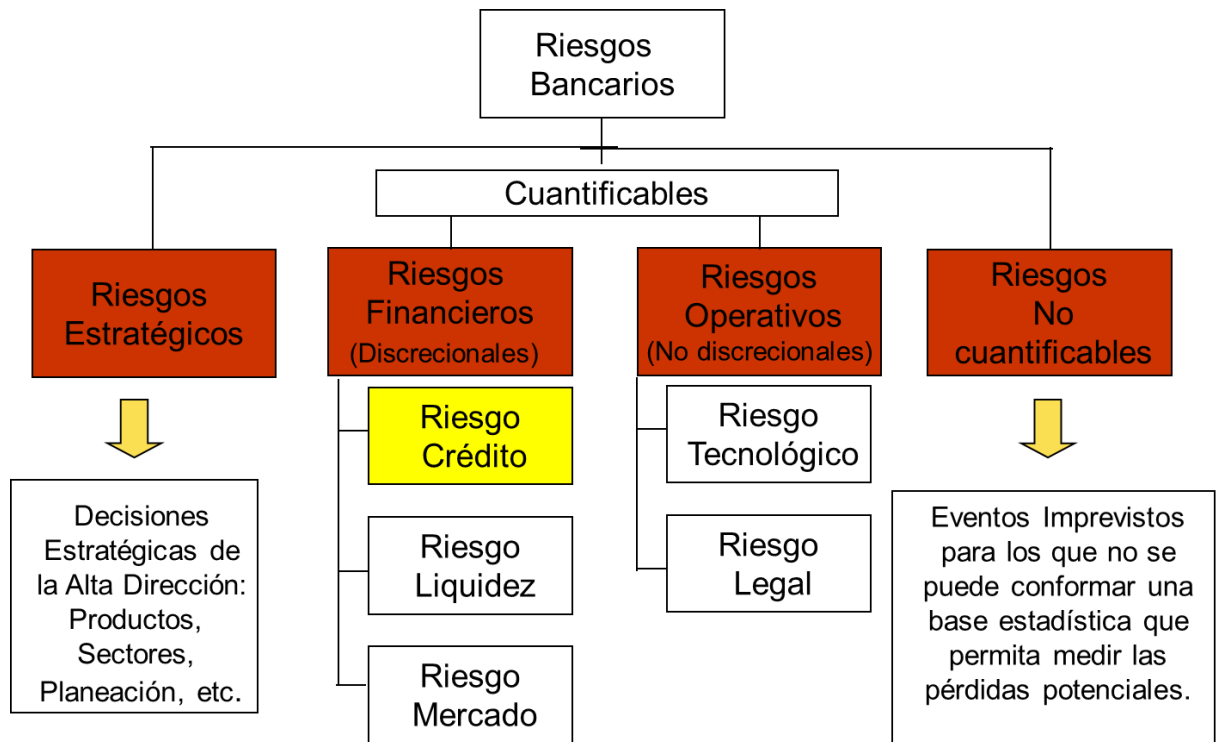 Riesgos
Bancarios
Cuantificables
Riesgos
Estratégicos
Riesgos
Financieros
(Discrecionales)
Riesgos
Operativos
(No discrecionales)
Riesgos
No
cuantificables
Riesgo
Crédito
Riesgo
Tecnológico
Decisiones
Estratégicas de
la Alta Dirección:
Productos,
Sectores,
Planeación, etc.
Riesgo
Liquidez
Riesgo
Legal
Eventos Imprevistos
para los que no se
puede conformar una
base estadística que
permita medir las
pérdidas potenciales.
Riesgo
Mercado